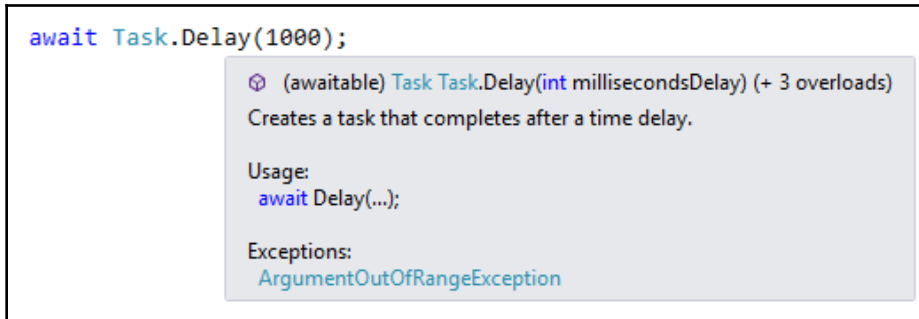 await Task.Delay(1000);
(awaitable) Task Task.Delay(int millisecondsDelay) (+ 3 overloads)
Creates a task that completes after a time delay.
Usage:
await Delay(...);
Exceptions:
ArgumentOutOfRangeException